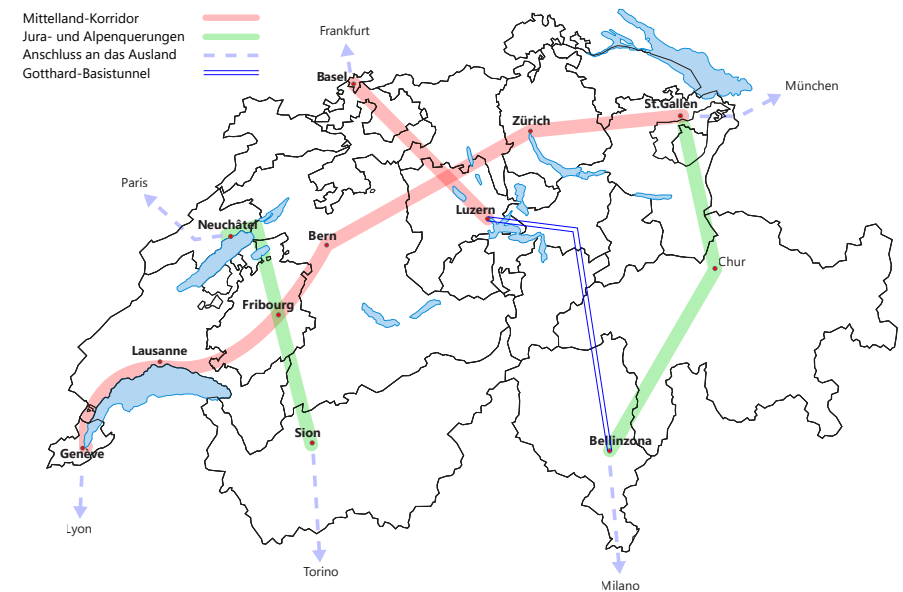 Mittelland-Korridor
Jura- und Alpenquerungen
Anschluss an das Ausland
Gotthard-Basistunnel
Frankfurt
Basel
München
St.Gallen
Zürich
Paris
Luzern
Neuchâtel
Bern
Chur
Fribourg
Lausanne
Sion
Bellinzona
Genève
Lyon
Torino
Milano